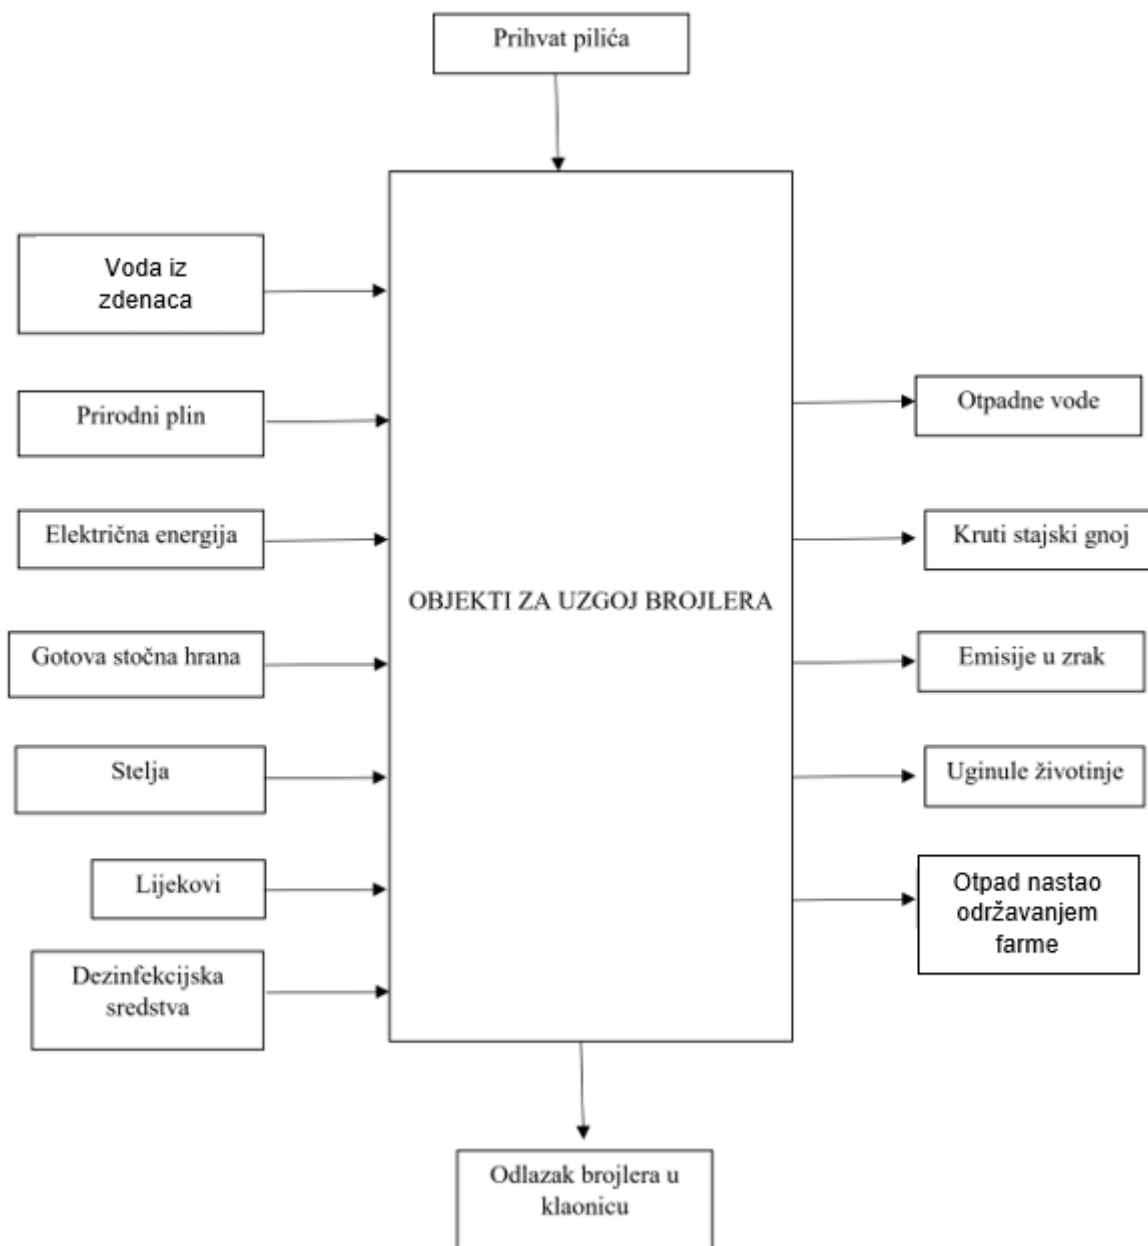 Prihvat pilića
Voda iz
zdenaca
Prirodni plin
Električna energija
Gotova stočna hrana
Stelja
Lijekovi
Dezinfekcijska
sredstva
OBJEKTI ZA UZGOJ BROJLERA
Otpadne vode
Kruti stajski gnoj
Emisije u zrak
Uginule životinje
Otpad nastao
održavanjem
farme
Odlazak brojlera u
klaonicu